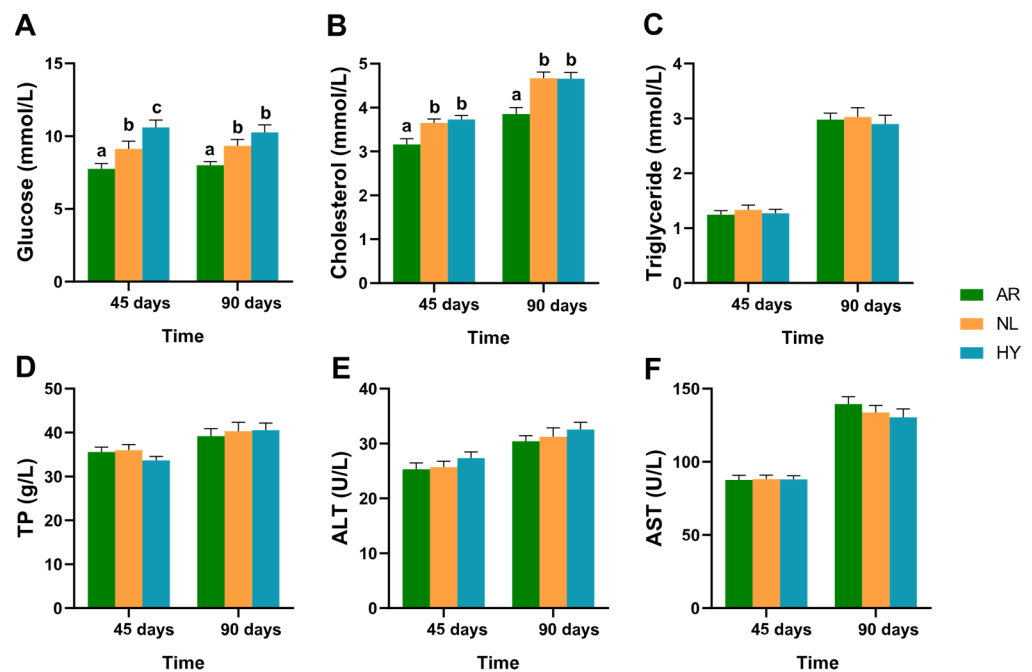 A
Glucose (mmol/L)
15
10
5
0
a b c
a b b
45 days 90 days
Time
B
Cholesterol (mmol/L)
5
4
3
2
1
0
a b b
a b b
45 days 90 days
Time
C
Triglyceride (mmol/L)
4
3
2
1
0
45 days 90 days
Time
AR
NL
HY
D
TP (g/L)
50
40
30
20
10
0
45 days 90 days
Time
E
ALT (U/L)
40
30
20
10
0
45 days 90 days
Time
F
AST (U/L)
150
100
50
0
45 days 90 days
Time